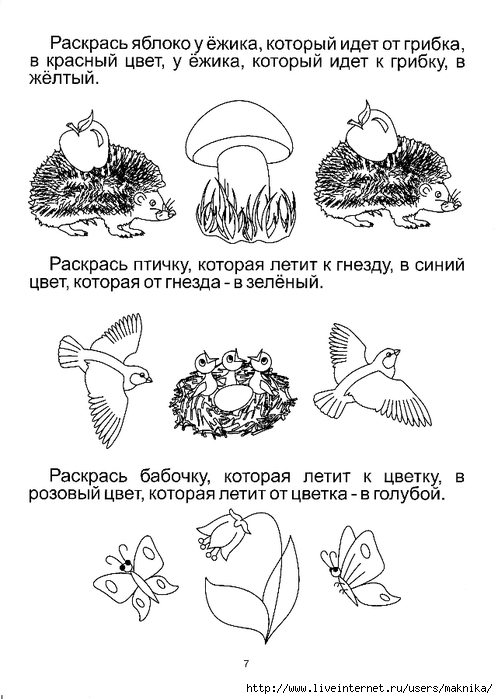 Раскрась яблоко у ёжика, который идет от грибка,
в красный цвет, у ёжика, который идет к грибку, в
жёлтый.
Раскрась птичку, которая летит к гнезду, в синий
цвет, которая от гнезда - в зелёный.
Раскрась бабочку, которая летит к цветку, в
розовый цвет, которая летит от цветка - в голубой.
7
http://www.liveinternet.ru/users/maknika/